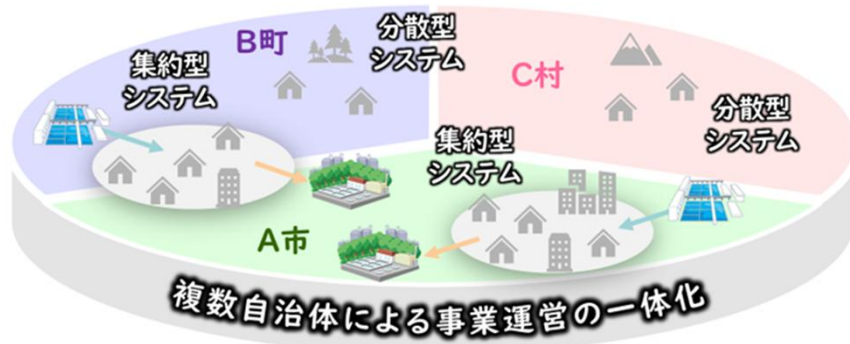 B町
分散型
システム
集約型
システム
C村
分散型
システム
集約型
システム
A市
複数自治体による事業運営の一体化